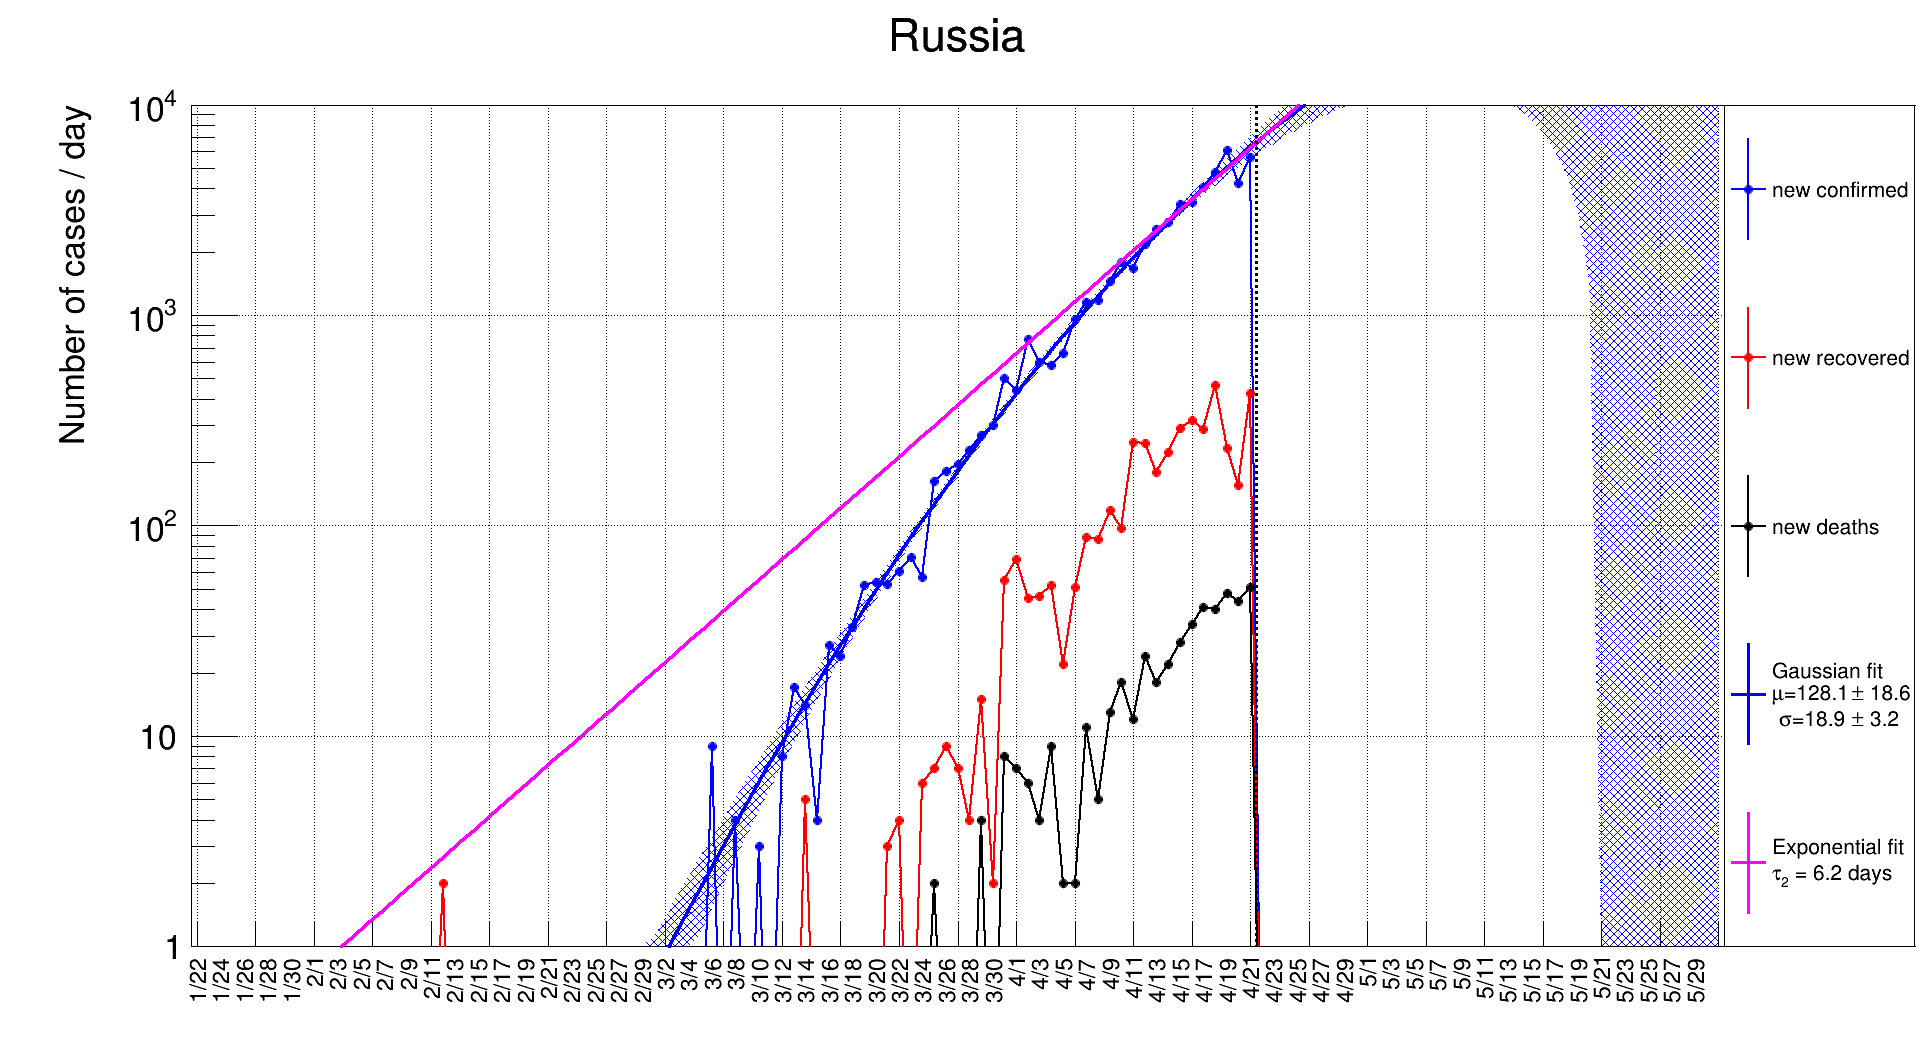 Russia
Number of cases / day
10^4
10^3
10^2
10
1
1/22 1/24 1/26 1/28 1/30 2/1 2/3 2/5 2/7 2/9 2/11 2/13 2/15 2/17 2/19 2/21 2/23 2/25 2/27 2/29 3/2 3/4 3/6 3/8 3/10 3/12 3/14 3/16 3/18 3/20 3/22 3/24 3/26 3/28 3/30 4/1 4/3 4/5 4/7 4/9 4/11 4/13 4/15 4/17 4/19 4/21 4/23 4/25 4/27 4/29 5/1 5/3 5/5 5/7 5/9 5/11 5/13 5/15 5/17 5/19 5/21 5/23 5/25 5/27 5/29
new confirmed
new recovered
new deaths
Gaussian fit
μ=128.1 ± 18.6
σ=18.9 ± 3.2
Exponential fit
τ₂ = 6.2 days